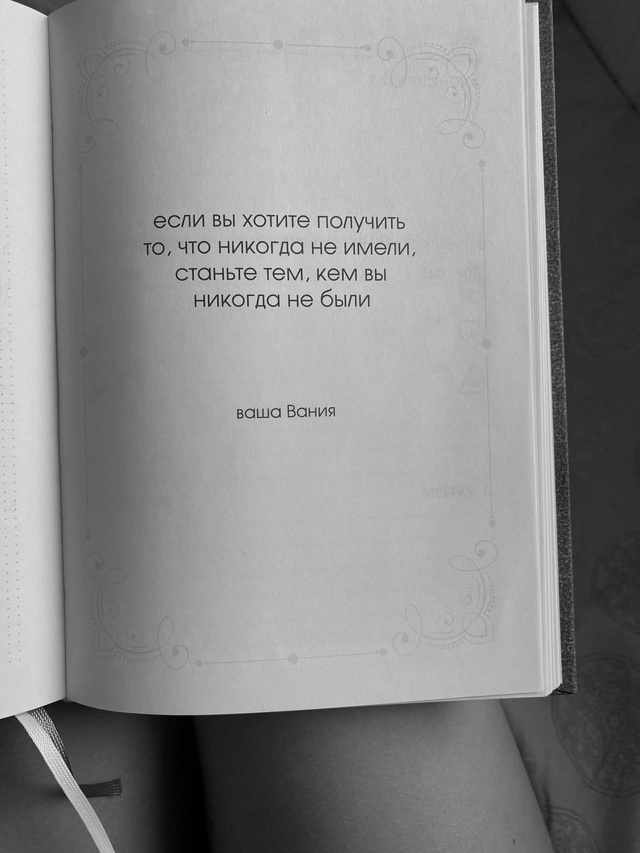 если вы хотите получить
то, что никогда не имели,
станьте тем, кем вы
никогда не были
ваша Вания